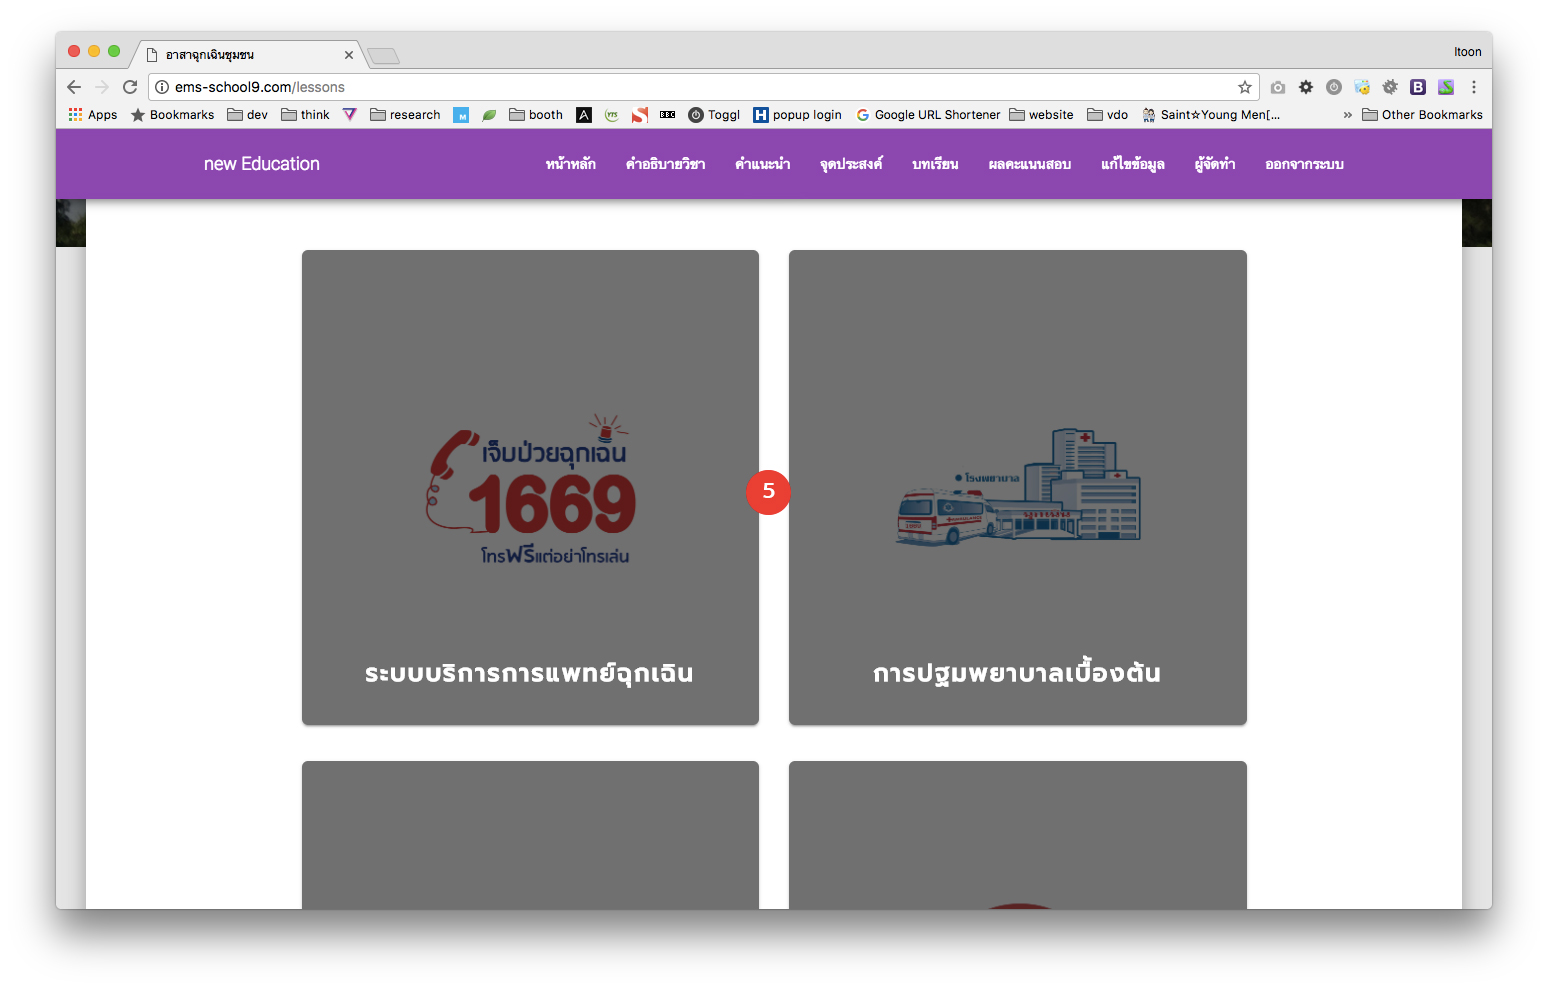 อาสาฉุกเฉินชุมชน
Itoon
ems-school9.com/lessons
Apps Bookmarks dev think research M booth A YTS S BBC Toggl H popup login Google URL Shortener website vdo Saint☆Young Men[... » Other Bookmarks
new Education หน้าหลัก คำอธิบายวิชา คำแนะนำ จุดประสงค์ บทเรียน ผลคะแนนสอบ แก้ไขข้อมูล ผู้จัดทำ ออกจากระบบ
เจ็บป่วยฉุกเฉิน
1669
โทรฟรีแต่อย่าโทรเล่น
5
โรงพยาบาล
1669
ระบบบริการการแพทย์ฉุกเฉิน
การปฐมพยาบาลเบื้องต้น